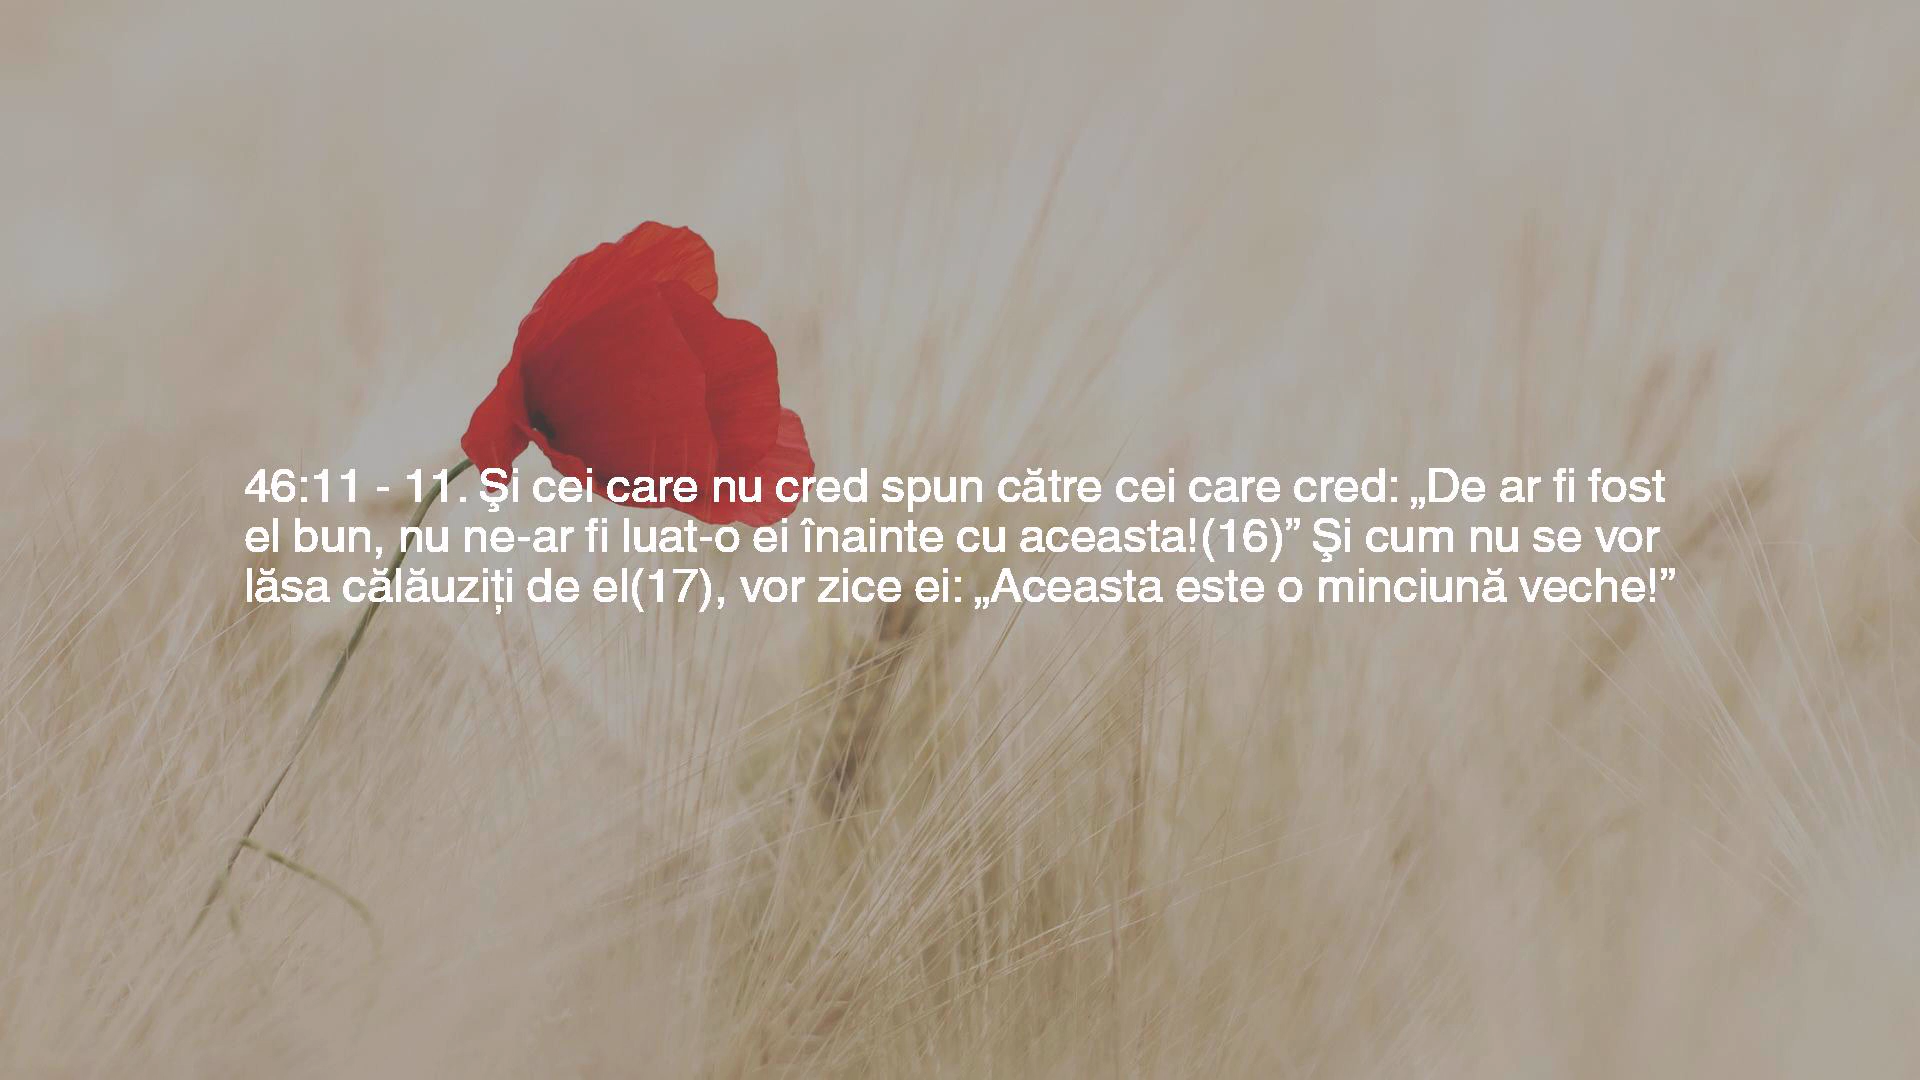 46:11 - 11. Şi cei care nu cred spun către cei care cred: „De ar fi fost
el bun, nu ne-ar fi luat-o ei înainte cu aceasta!(16)” Şi cum nu se vor
lăsa călăuziți de el(17), vor zice ei: „Aceasta este o minciună veche!”